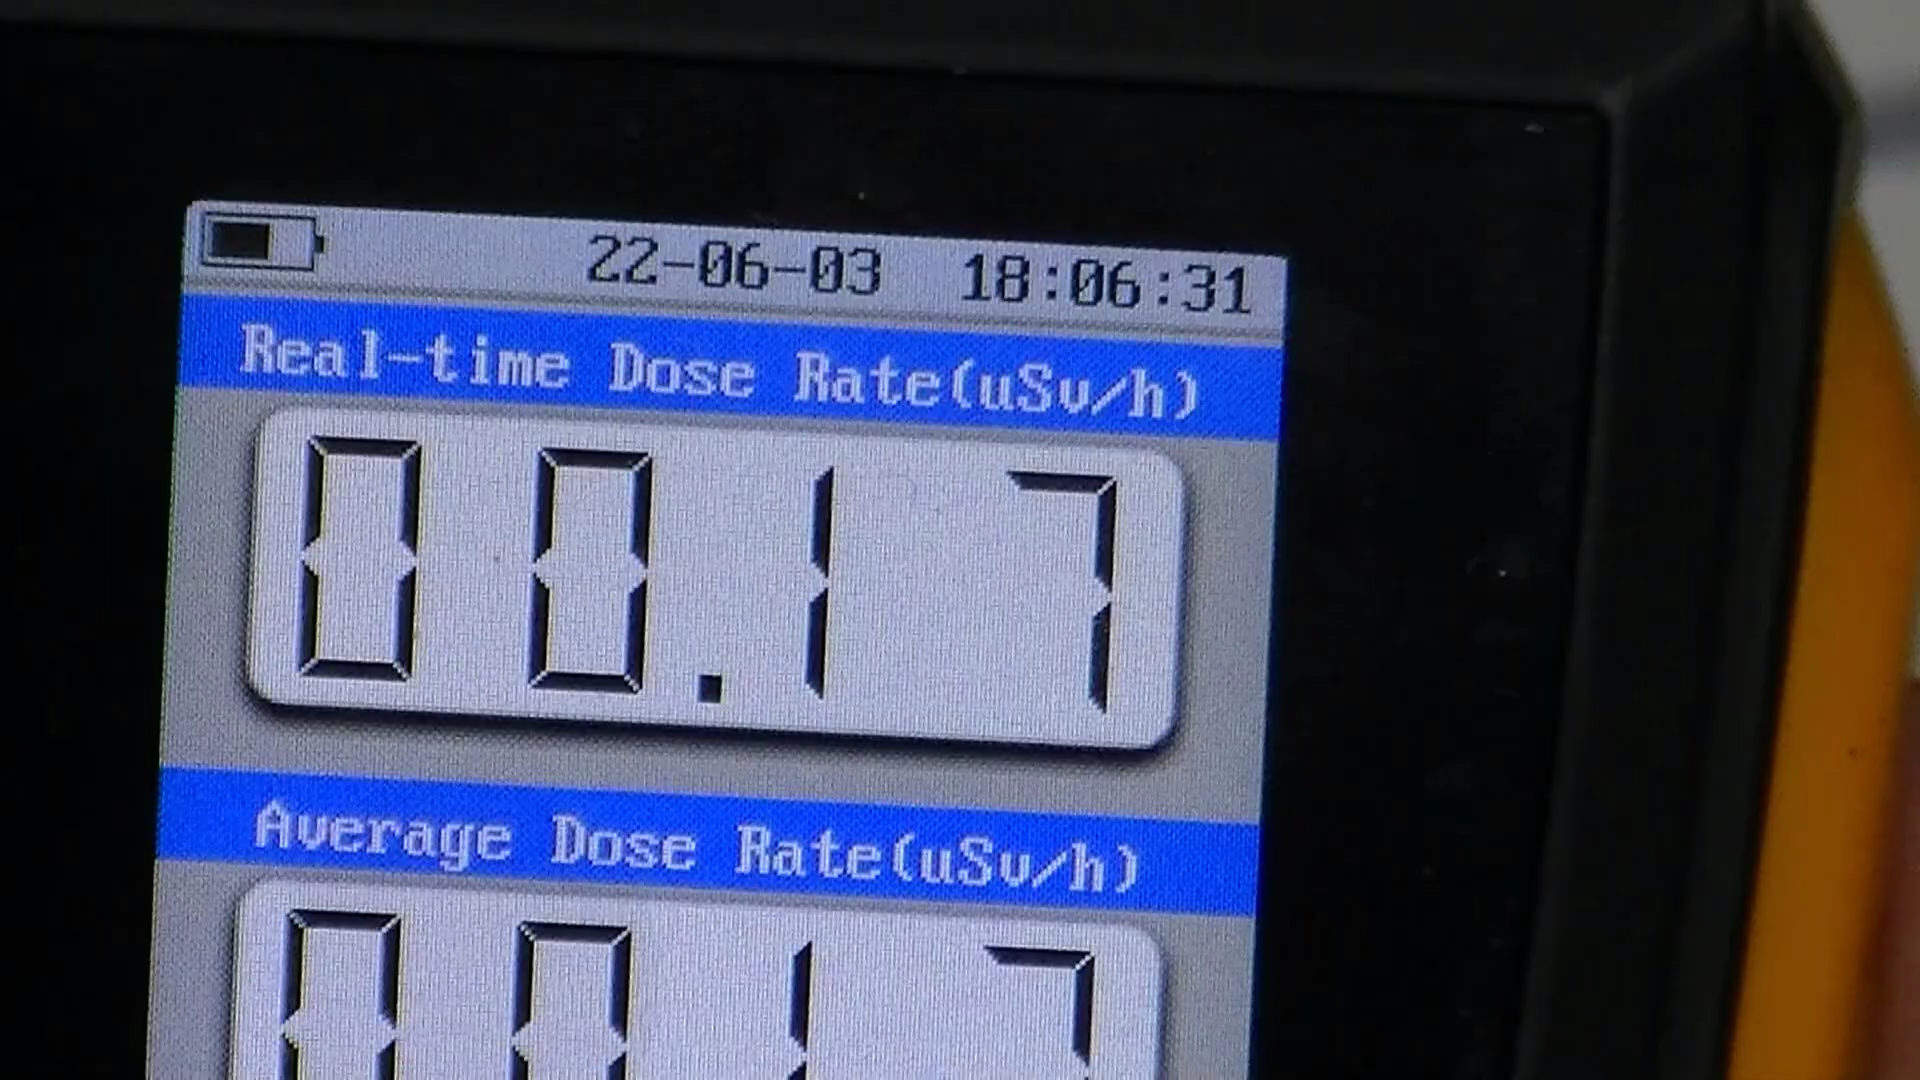 22-06-03 18:06:31
Real-time Dose Rate(uSv/h)
00.17
Average Dose Rate(uSv/h)